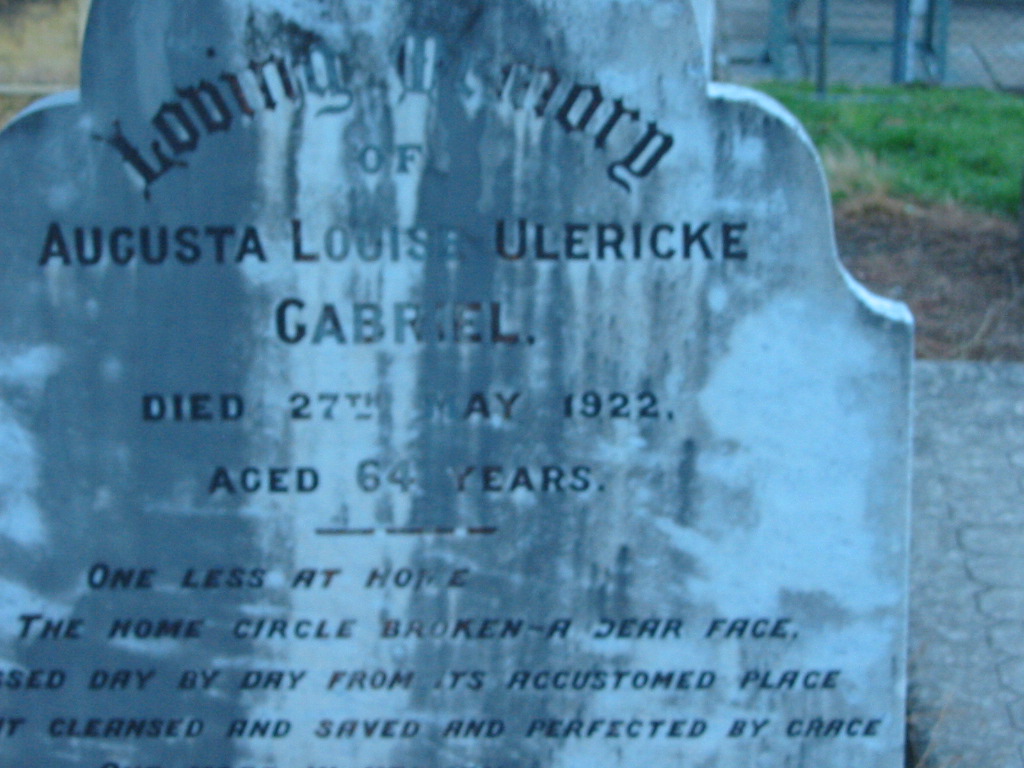 Loving Memory
OF
AUGUSTA LOUISE ULERICKE
GABRIEL.
DIED 27TH MAY 1922.
AGED 64 YEARS.
ONE LESS AT HOME
THE HOME CIRCLE BROKEN-A DEAR FACE,
SSED DAY BY DAY FROM ITS ACCUSTOMED PLACE
T CLEANSED AND SAVED AND PERFECTED BY GRACE